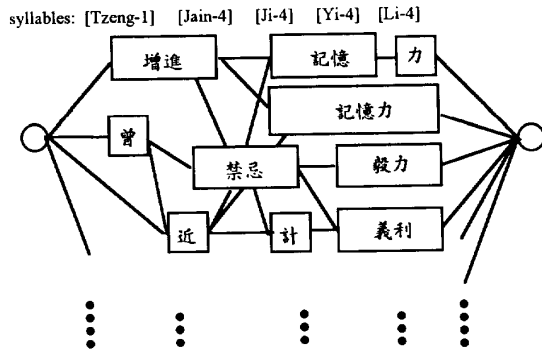 syllables: [Tzeng-1] [Jain-4] [Ji-4] [Yi-4] [Li-4]
增進 記憶 力
記憶力
曾
禁忌 毅力
近 計 義利